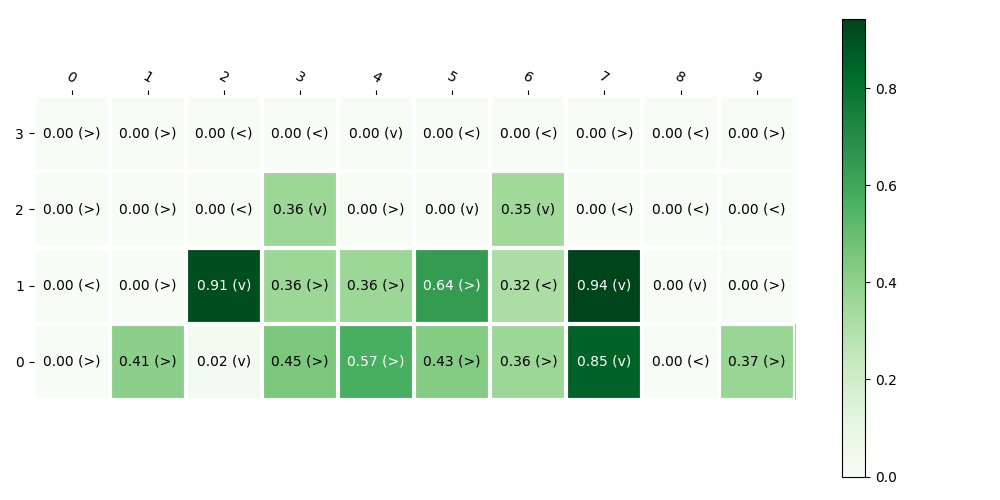 0 1 2 3 4 5 6 7 8 9
3 0.00 (>) 0.00 (>) 0.00 (<) 0.00 (<) 0.00 (v) 0.00 (<) 0.00 (<) 0.00 (>) 0.00 (<) 0.00 (>)
2 0.00 (>) 0.00 (>) 0.00 (<) 0.36 (v) 0.00 (>) 0.00 (v) 0.35 (v) 0.00 (<) 0.00 (<) 0.00 (<)
1 0.00 (<) 0.00 (>) 0.91 (v) 0.36 (>) 0.36 (>) 0.64 (>) 0.32 (<) 0.94 (v) 0.00 (v) 0.00 (>)
0 0.00 (>) 0.41 (>) 0.02 (v) 0.45 (>) 0.57 (>) 0.43 (>) 0.36 (>) 0.85 (v) 0.00 (<) 0.37 (>)
0.8
0.6
0.4
0.2
0.0